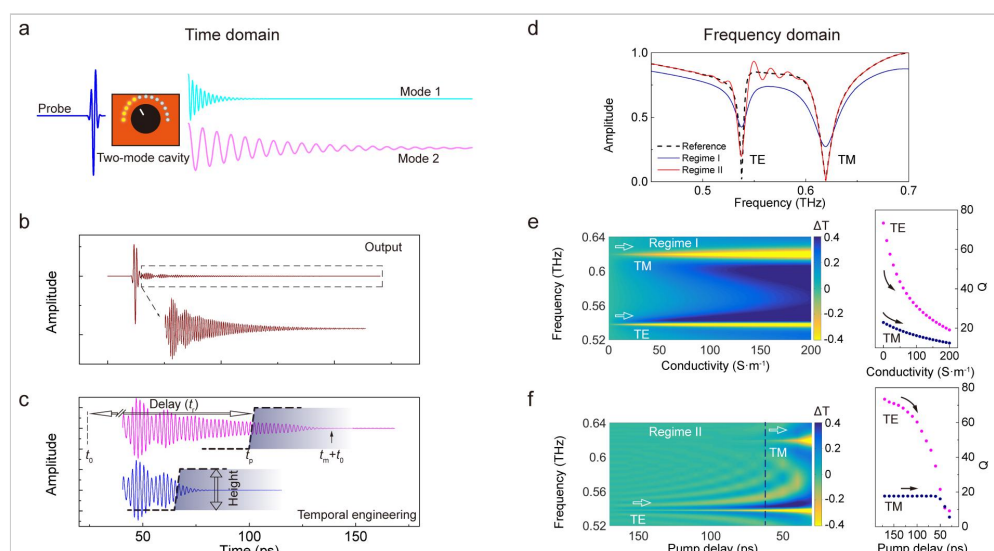 a
Time domain
Probe
Two-mode cavity
Mode 1
Mode 2
b
Output
Amplitude
c
Delay (tᵣ)
t₀
tₚ
tₘ+t₀
Height
Temporal engineering
Amplitude
50
100
150
Time (ps)
d
Frequency domain
1.0
0.5
0.0
Amplitude
Reference
Regime I
Regime II
TE
TM
0.5
0.6
0.7
Frequency (THz)
e
Regime I
TM
TE
0.64
0.6
0.56
0.52
Frequency (THz)
0
50
100
150
200
Conductivity (S·m⁻¹)
ΔT
0.4
0.2
0
-0.2
-0.4
TE
TM
80
60
40
20
Q
0
100
200
Conductivity (S·m⁻¹)
f
Regime II
TM
TE
0.64
0.6
0.56
0.52
Frequency (THz)
150
100
50
Pump delay (ps)
ΔT
0.4
0.2
0
-0.2
-0.4
TE
TM
80
60
40
20
0
Q
150
100
50
Pump delay (ps)